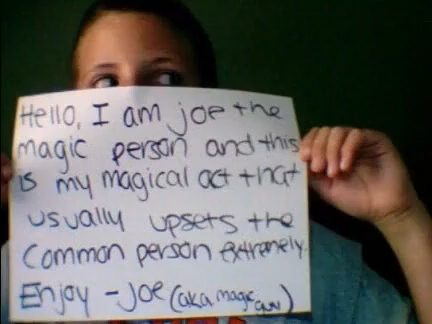 Hello, I am joe the
magic person and this
is my magical act that
usually upsets the
common person extremely.
Enjoy -Joe (aka magic